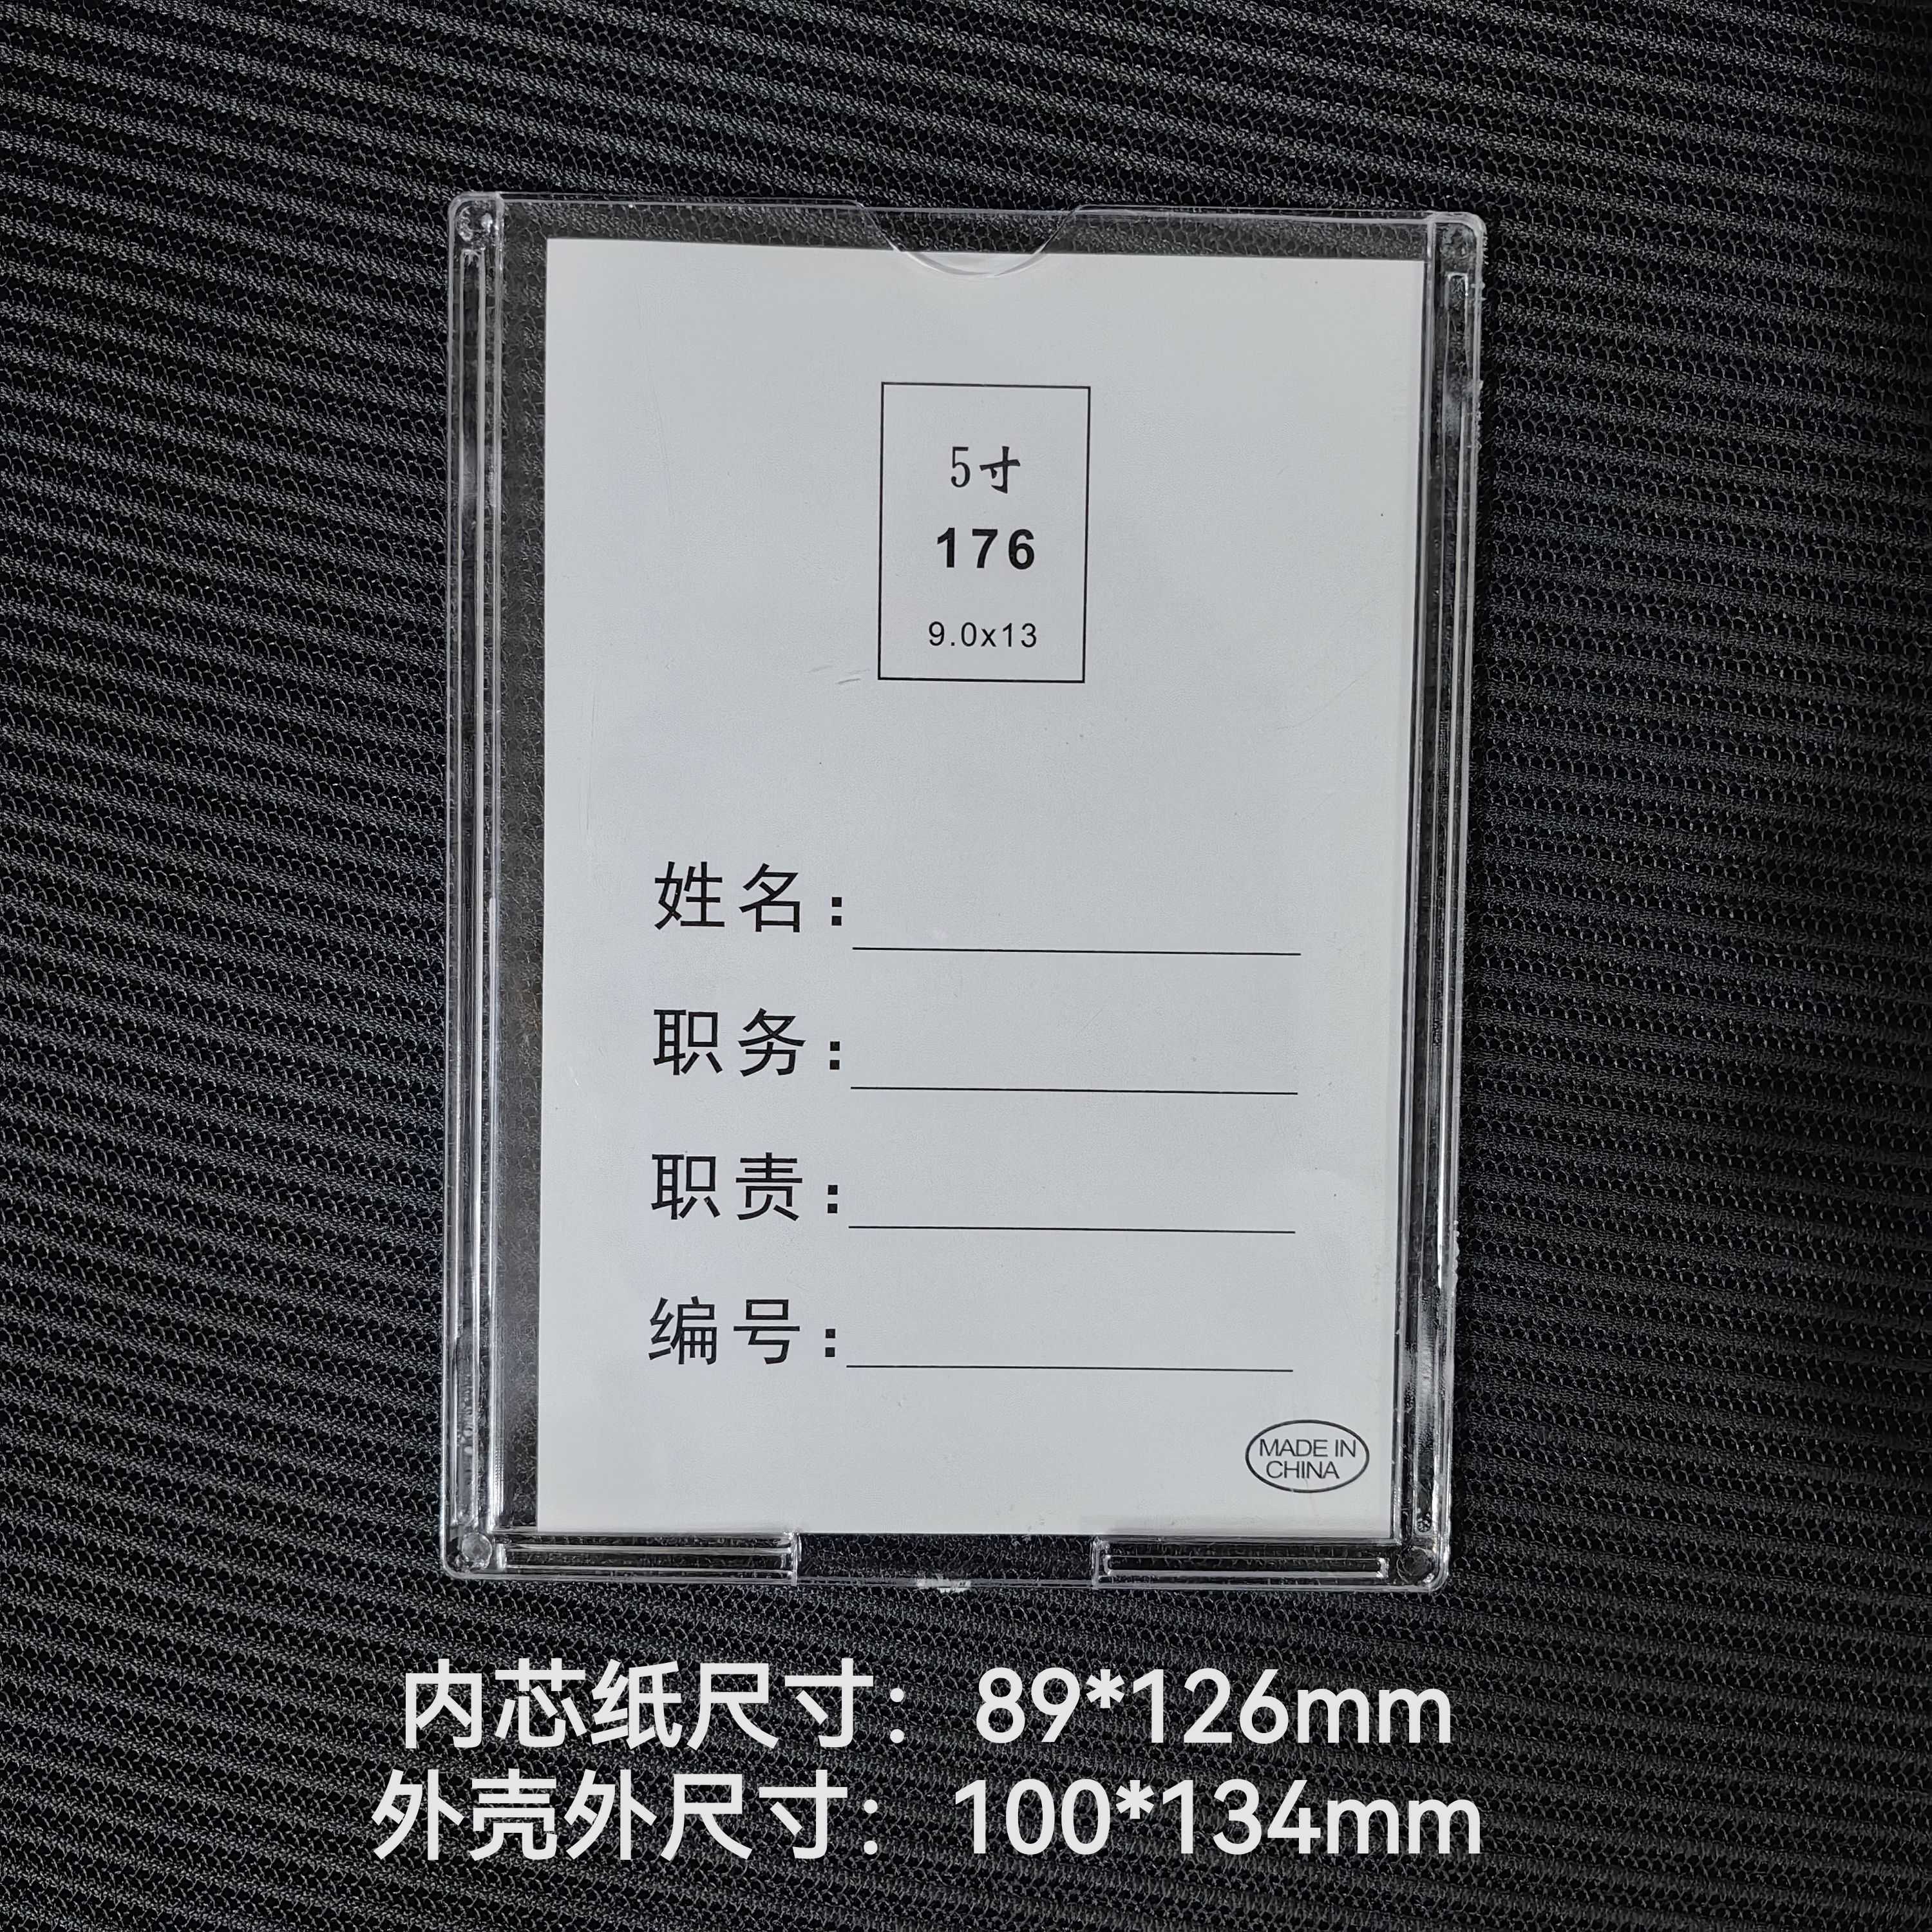 5寸
176
9.0x13
姓名：
职务：
职责：
编号：
MADE IN
CHINA
内芯纸尺寸：89*126mm
外壳外尺寸：100*134mm